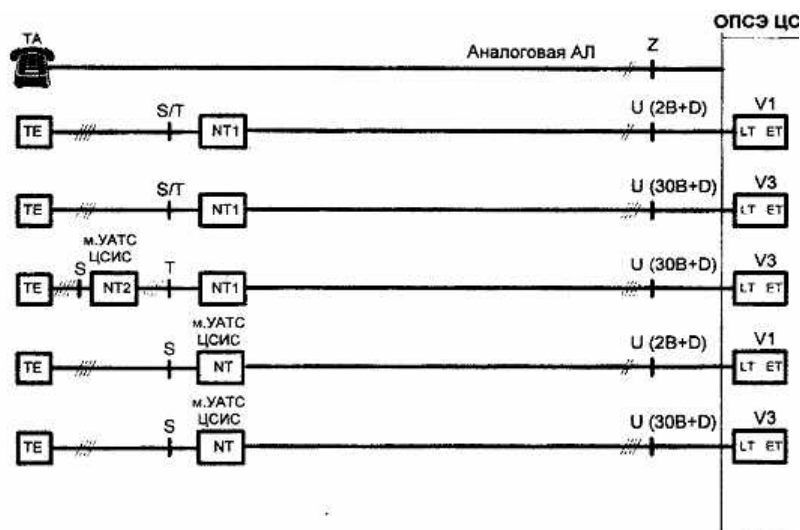 ОПСЭ ЦС
ТА
Аналоговая АЛ Z
S/T U (2B+D) V1
TE NT1 LT ET
S/T U (30B+D) V3
TE NT1 LT ET
м.УАТС
ЦСИС
S T U (30B+D) V3
TE NT2 NT1 LT ET
м.УАТС
ЦСИС
S U (2B+D) V1
TE NT LT ET
м.УАТС
ЦСИС
S U (30B+D) V3
TE NT LT ET